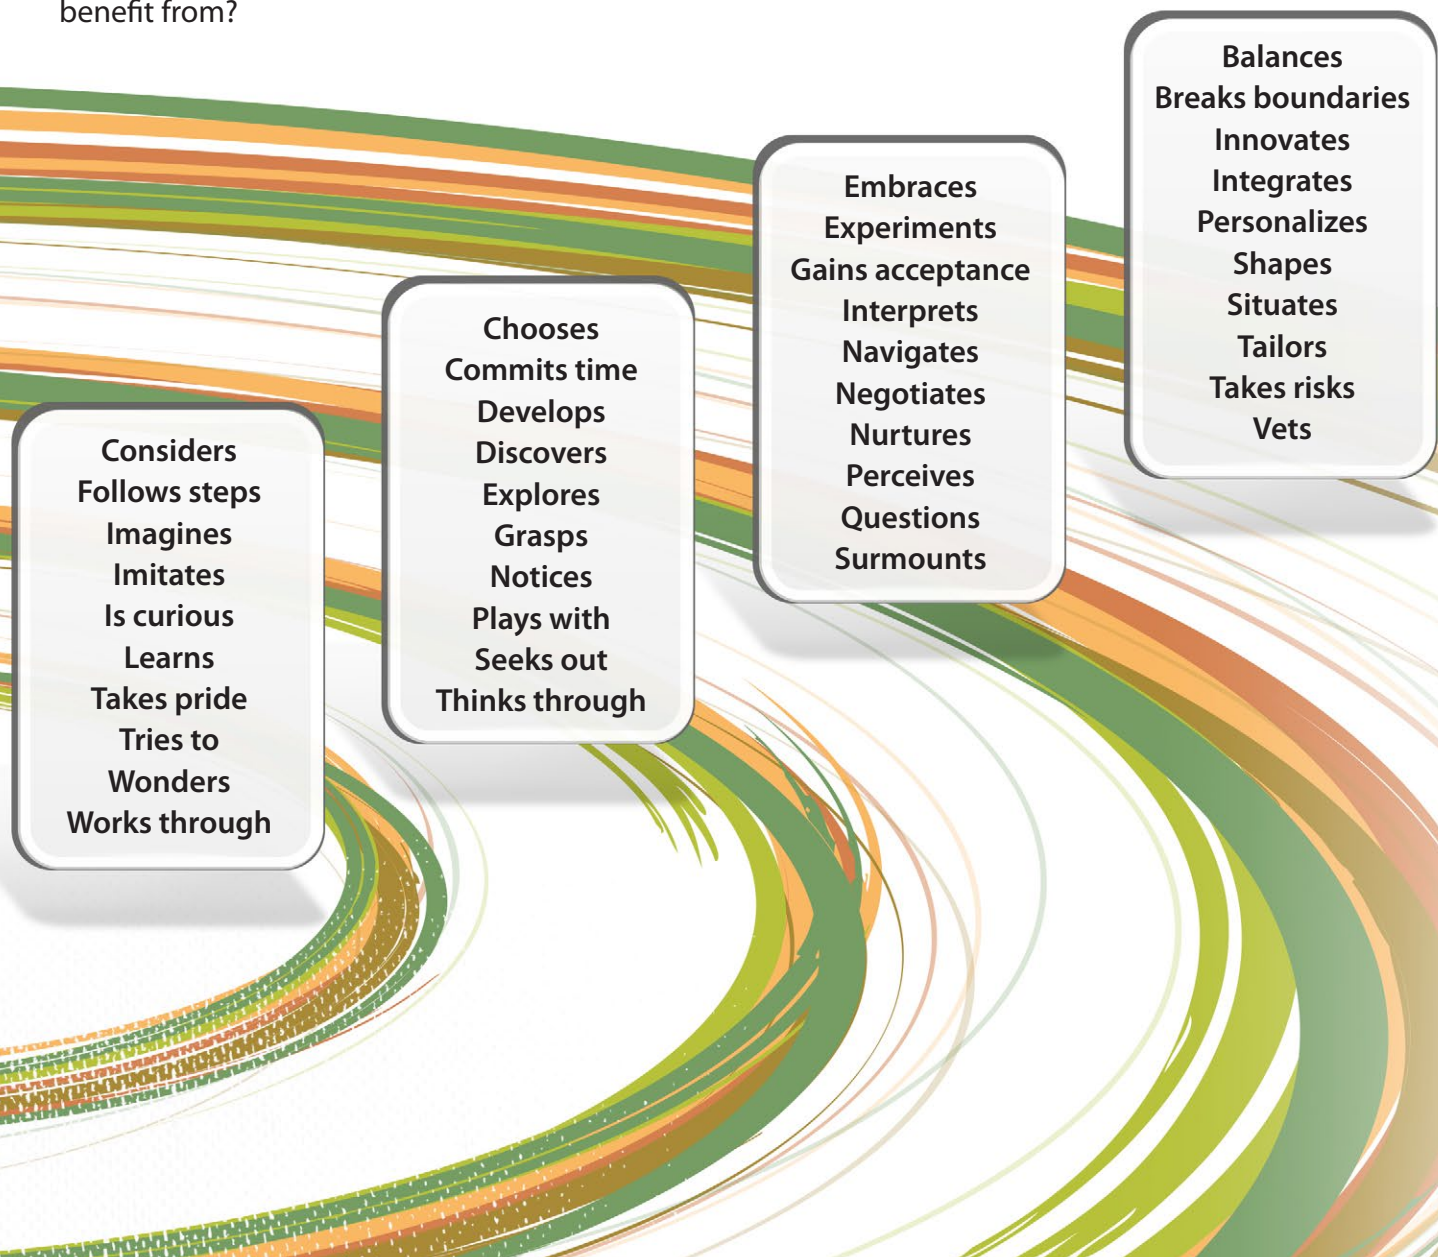 benefit from?
Considers
Follows steps
Imagines
Imitates
Is curious
Learns
Takes pride
Tries to
Wonders
Works through
Chooses
Commits time
Develops
Discovers
Explores
Grasps
Notices
Plays with
Seeks out
Thinks through
Embraces
Experiments
Gains acceptance
Interprets
Navigates
Negotiates
Nurtures
Perceives
Questions
Surmounts
Balances
Breaks boundaries
Innovates
Integrates
Personalizes
Shapes
Situates
Tailors
Takes risks
Vets